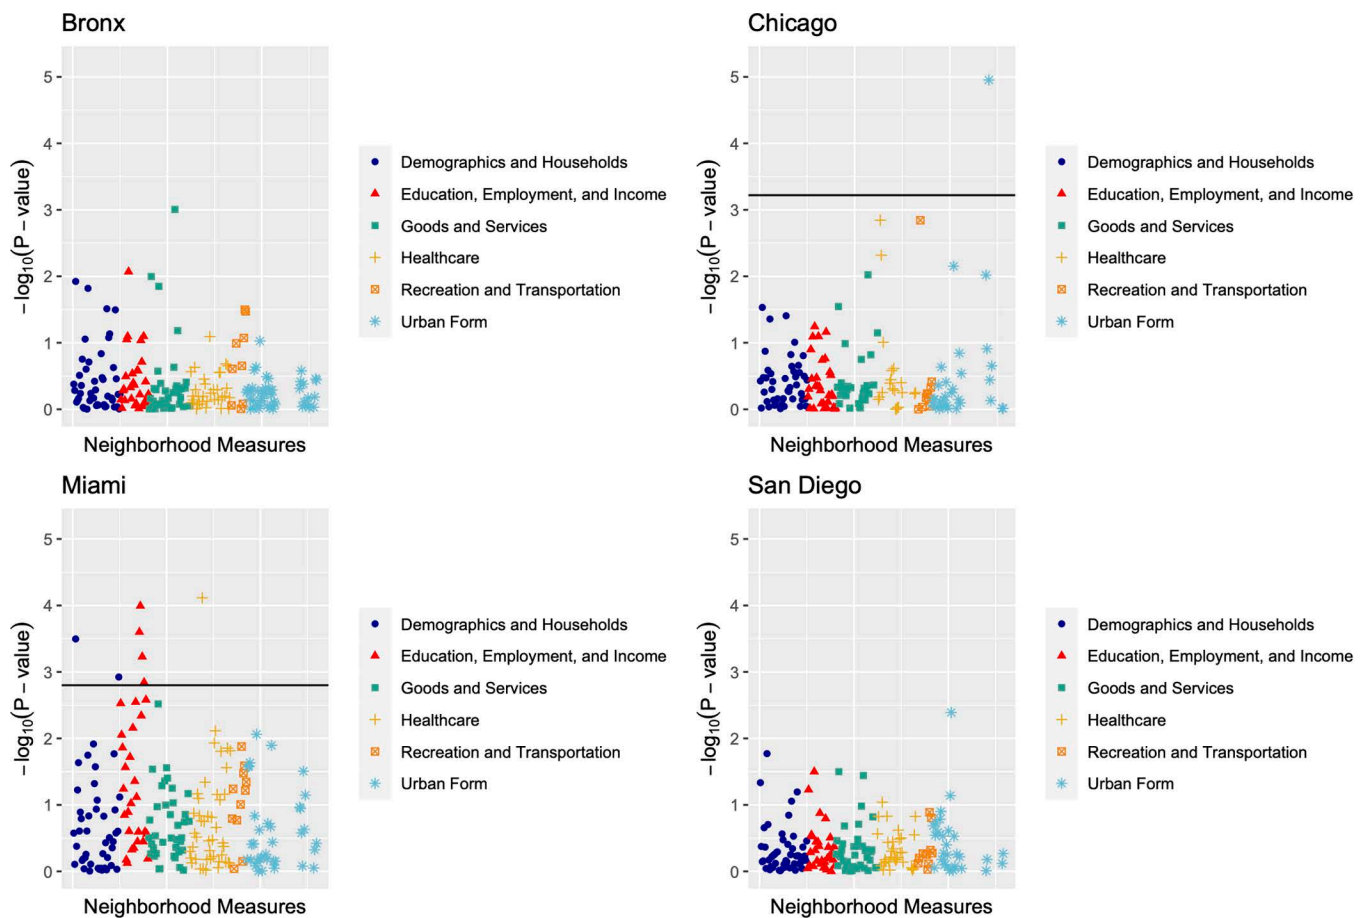 Bronx
5
4
3
2
1
0
−log10(P − value)
Neighborhood Measures
Demographics and Households
Education, Employment, and Income
Goods and Services
Healthcare
Recreation and Transportation
Urban Form
Chicago
5
4
3
2
1
0
−log10(P − value)
Neighborhood Measures
Demographics and Households
Education, Employment, and Income
Goods and Services
Healthcare
Recreation and Transportation
Urban Form
Miami
5
4
3
2
1
0
−log10(P − value)
Neighborhood Measures
Demographics and Households
Education, Employment, and Income
Goods and Services
Healthcare
Recreation and Transportation
Urban Form
San Diego
5
4
3
2
1
0
−log10(P − value)
Neighborhood Measures
Demographics and Households
Education, Employment, and Income
Goods and Services
Healthcare
Recreation and Transportation
Urban Form